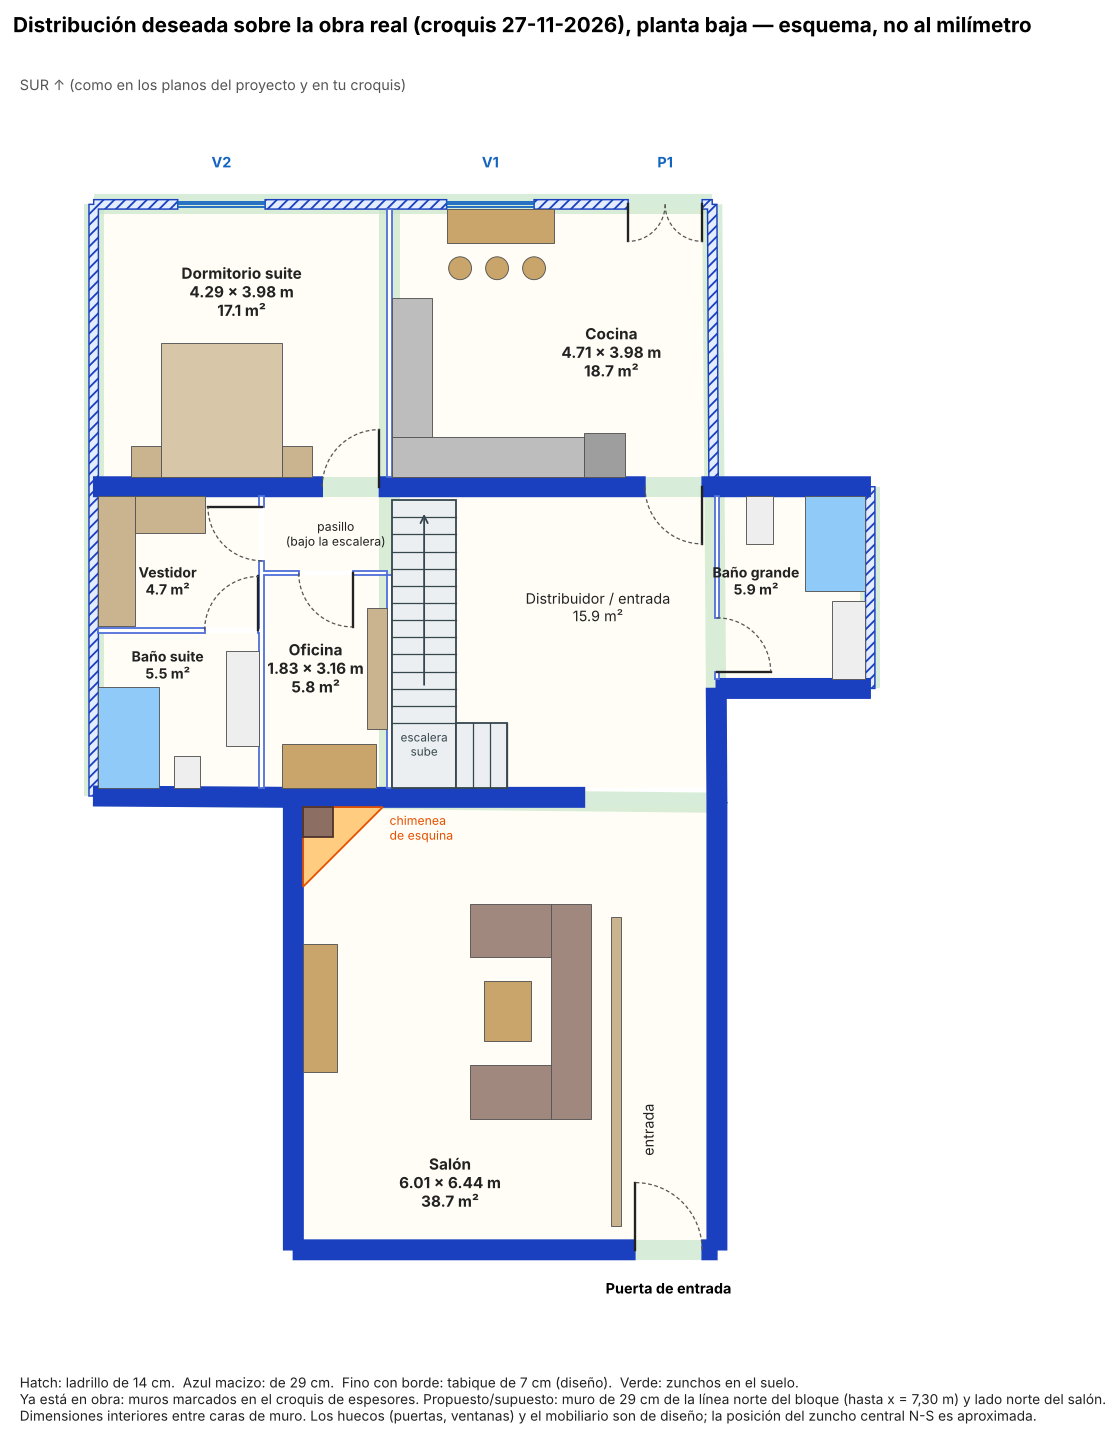 Distribución deseada sobre la obra real (croquis 27-11-2026), planta baja — esquema, no al milímetro
SUR ↑ (como en los planos del proyecto y en tu croquis)
V2
V1
P1
Dormitorio suite
4.29 × 3.98 m
17.1 m²
Cocina
4.71 × 3.98 m
18.7 m²
pasillo
(bajo la escalera)
Vestidor
4.7 m²
Baño grande
5.9 m²
Distribuidor / entrada
15.9 m²
Oficina
1.83 × 3.16 m
5.8 m²
Baño suite
5.5 m²
escalera
sube
chimenea
de esquina
entrada
Salón
6.01 × 6.44 m
38.7 m²
Puerta de entrada
Hatch: ladrillo de 14 cm.  Azul macizo: de 29 cm.  Fino con borde: tabique de 7 cm (diseño).  Verde: zunchos en el suelo.
Ya está en obra: muros marcados en el croquis de espesores. Propuesto/supuesto: muro de 29 cm de la línea norte del bloque (hasta x = 7,30 m) y lado norte del salón.
Dimensiones interiores entre caras de muro. Los huecos (puertas, ventanas) y el mobiliario son de diseño; la posición del zuncho central N-S es aproximada.